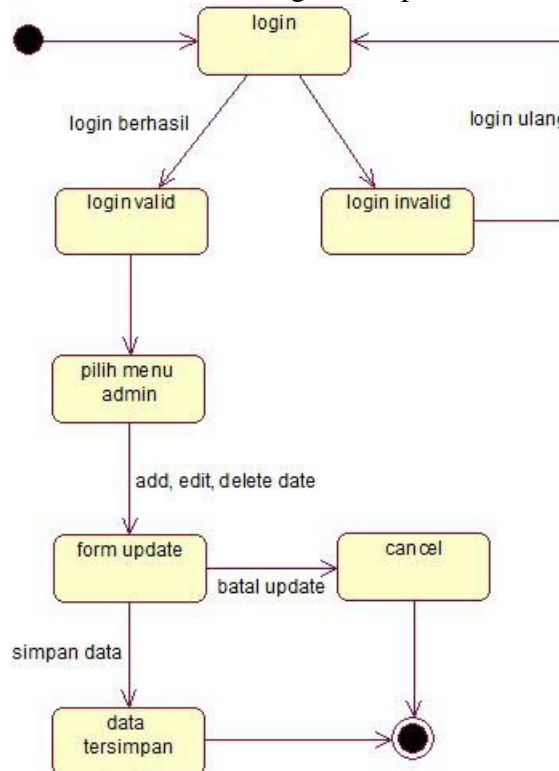 login
login berhasil
login ulang
login valid
login invalid
pilih menu
admin
add, edit, delete date
form update
cancel
batal update
simpan data
data
tersimpan